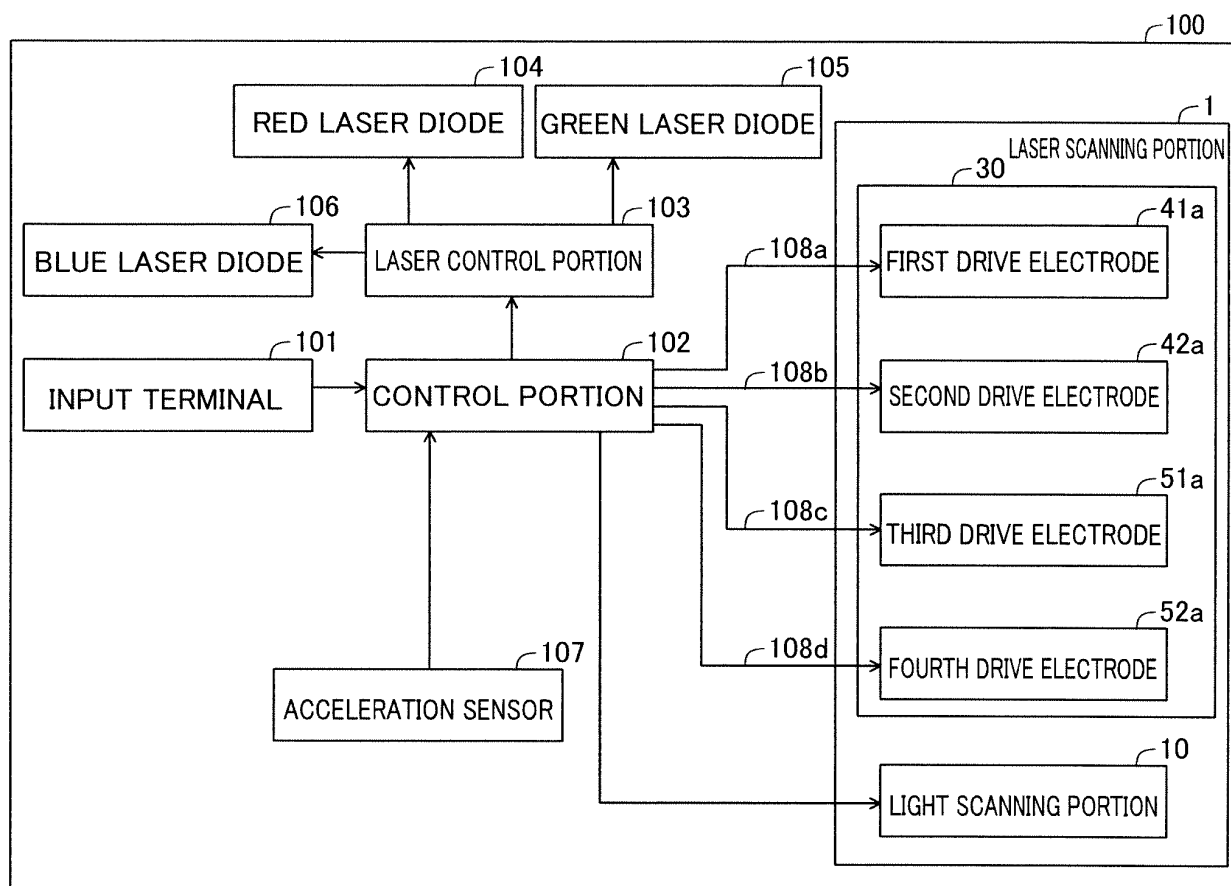 100
104
105
RED LASER DIODE
GREEN LASER DIODE
1
LASER SCANNING PORTION
30
106
103
41a
BLUE LASER DIODE
LASER CONTROL PORTION
108a
FIRST DRIVE ELECTRODE
101
102
42a
INPUT TERMINAL
CONTROL PORTION
108b
SECOND DRIVE ELECTRODE
51a
108c
THIRD DRIVE ELECTRODE
52a
107
108d
FOURTH DRIVE ELECTRODE
ACCELERATION SENSOR
10
LIGHT SCANNING PORTION